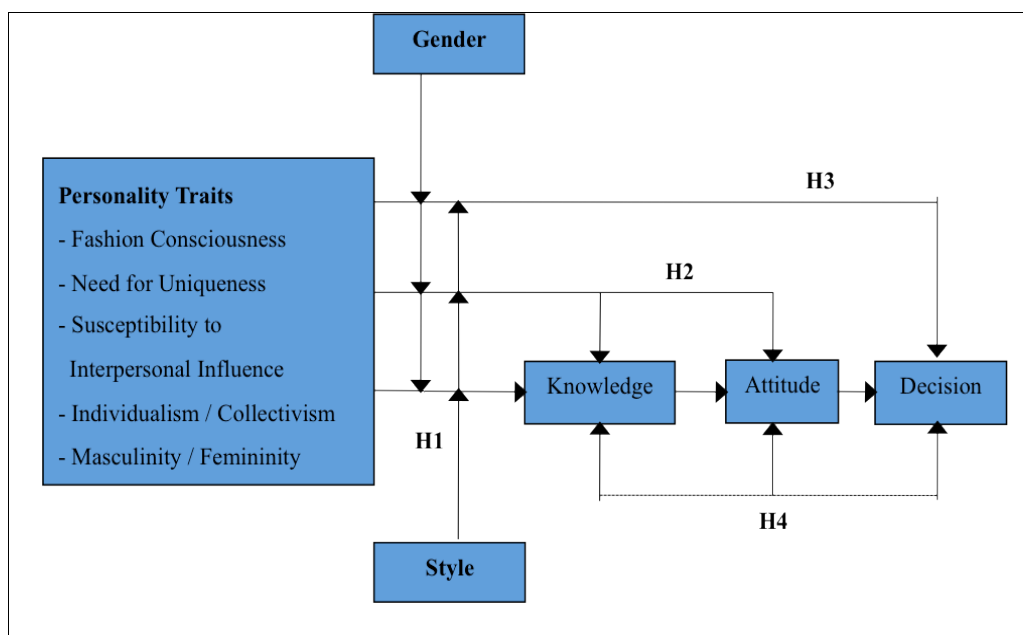 Gender
Personality Traits
- Fashion Consciousness
- Need for Uniqueness
- Susceptibility to
Interpersonal Influence
- Individualism / Collectivism
- Masculinity / Femininity
H3
H2
Knowledge
Attitude
Decision
H1
H4
Style